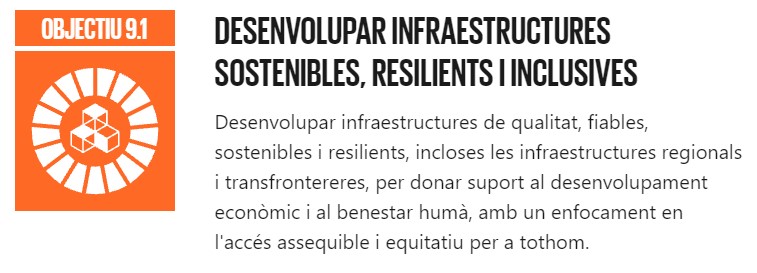 OBJECTIU 9.1
DESENVOLUPAR INFRAESTRUCTURES
SOSTENIBLES, RESILIENTS I INCLUSIVES
Desenvolupar infraestructures de qualitat, fiables,
sostenibles i resilients, incloses les infraestructures regionals
i transfrontereres, per donar suport al desenvolupament
econòmic i al benestar humà, amb un enfocament en
l'accés assequible i equitatiu per a tothom.